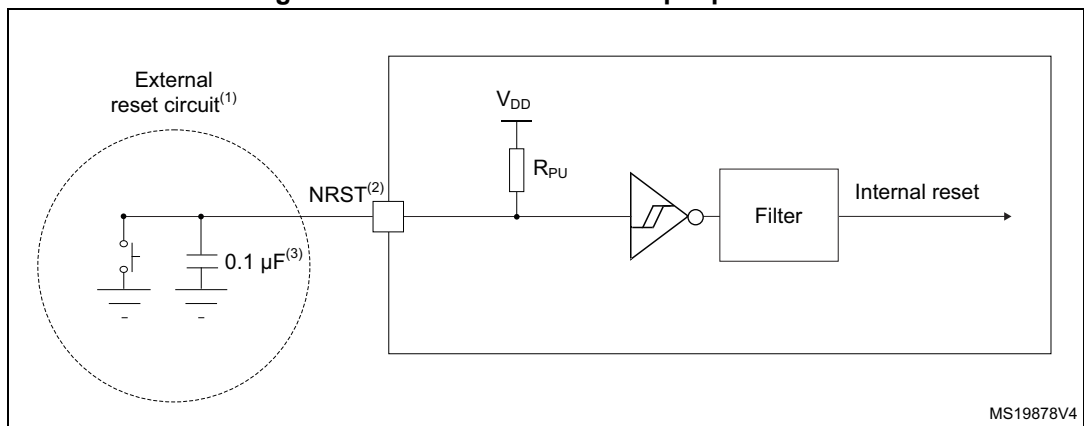 External
reset circuit(1)
VDD
RPU
NRST(2)
Filter
Internal reset
0.1 µF(3)
MS19878V4